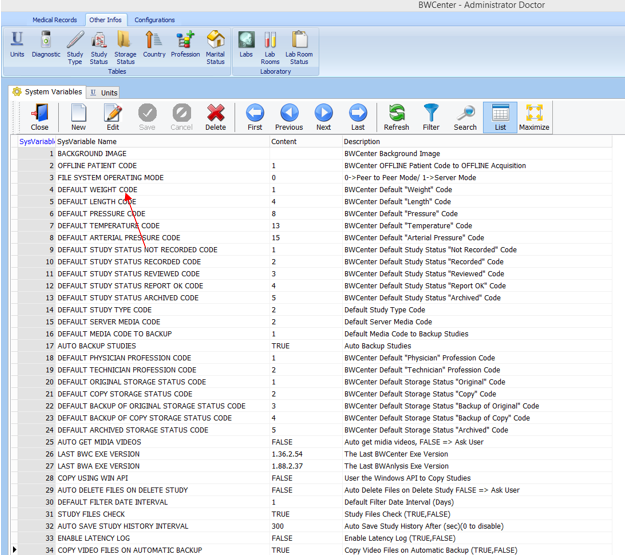 BWCenter - Administrator Doctor
Medical Records Other Infos Configurations
Units Diagnostic Study Type Study Status Storage Status Country Profession Marital Status Labs Lab Rooms Lab Room Status
Tables Laboratory
System Variables Units
Close New Edit Save Cancel Delete First Previous Next Last Refresh Filter Search List Maximize
SysVariabl SysVariable Name Content Description
1 BACKGROUND IMAGE BWCenter Background Image
2 OFFLINE PATIENT CODE 1 BWCenter OFFLINE Patient Code to OFFLINE Acquisition
3 FILE SYSTEM OPERATING MODE 0 0->Peer to Peer Mode/ 1->Server Mode
4 DEFAULT WEIGHT CODE 1 BWCenter Default "Weight" Code
5 DEFAULT LENGTH CODE 4 BWCenter Default "Length" Code
6 DEFAULT PRESSURE CODE 8 BWCenter Default "Pressure" Code
7 DEFAULT TEMPERATURE CODE 13 BWCenter Default "Temperature" Code
8 DEFAULT ARTERIAL PRESSURE CODE 15 BWCenter Default "Arterial Pressure" Code
9 DEFAULT STUDY STATUS NOT RECORDED CODE 1 BWCenter Default Study Status "Not Recorded" Code
10 DEFAULT STUDY STATUS RECORDED CODE 2 BWCenter Default Study Status "Recorded" Code
11 DEFAULT STUDY STATUS REVIEWED CODE 3 BWCenter Default Study Status "Reviewed" Code
12 DEFAULT STUDY STATUS REPORT OK CODE 4 BWCenter Default Study Status "Report OK" Code
13 DEFAULT STUDY STATUS ARCHIVED CODE 5 BWCenter Default Study Status "Archived" Code
14 DEFAULT STUDY TYPE CODE 2 Default Study Type Code
15 DEFAULT SERVER MEDIA CODE 2 Default Server Media Code
16 DEFAULT MEDIA CODE TO BACKUP 1 Default Media Code to Backup Studies
17 AUTO BACKUP STUDIES TRUE Auto Backup Studies
18 DEFAULT PHYSICIAN PROFESSION CODE 1 BWCenter Default "Physician" Profession Code
19 DEFAULT TECHNICIAN PROFESSION CODE 2 BWCenter Default "Technician" Profession Code
20 DEFAULT ORIGINAL STORAGE STATUS CODE 1 BWCenter Default Storage Status "Original" Code
21 DEFAULT COPY STORAGE STATUS CODE 2 BWCenter Default Storage Status "Copy" Code
22 DEFAULT BACKUP OF ORIGINAL STORAGE STATUS CODE 3 BWCenter Default Storage Status "Backup of Original" Code
23 DEFAULT BACKUP OF COPY STORAGE STATUS CODE 4 BWCenter Default Storage Status "Backup of Copy" Code
24 DEFAULT ARCHIVED STORAGE STATUS CODE 5 BWCenter Default Storage Status "Archived" Code
25 AUTO GET MIDIA VIDEOS FALSE Auto get midia videos, FALSE => Ask User
26 LAST BWC EXE VERSION 1.36.2.54 The Last BWCenter Exe Version
27 LAST BWA EXE VERSION 1.88.2.37 The Last BWAnlysis Exe Version
28 COPY USING WIN API FALSE User the Windows API to Copy Studies
29 AUTO DELETE FILES ON DELETE STUDY FALSE Auto Delete Files on Delete Study FALSE => Ask User
30 DEFAULT FILTER DATE INTERVAL 1 Default Filter Date Interval (Days)
31 STUDY FILES CHECK TRUE Study Files Check (TRUE,FALSE)
32 AUTO SAVE STUDY HISTORY INTERVAL 300 Auto Save Study History After (sec)(0 to disable)
33 ENABLE LATENCY LOG FALSE Enable Latency Log (TRUE,FALSE)
34 COPY VIDEO FILES ON AUTOMATIC BACKUP TRUE Copy Video Files on Automatic Backup (TRUE,FALSE)